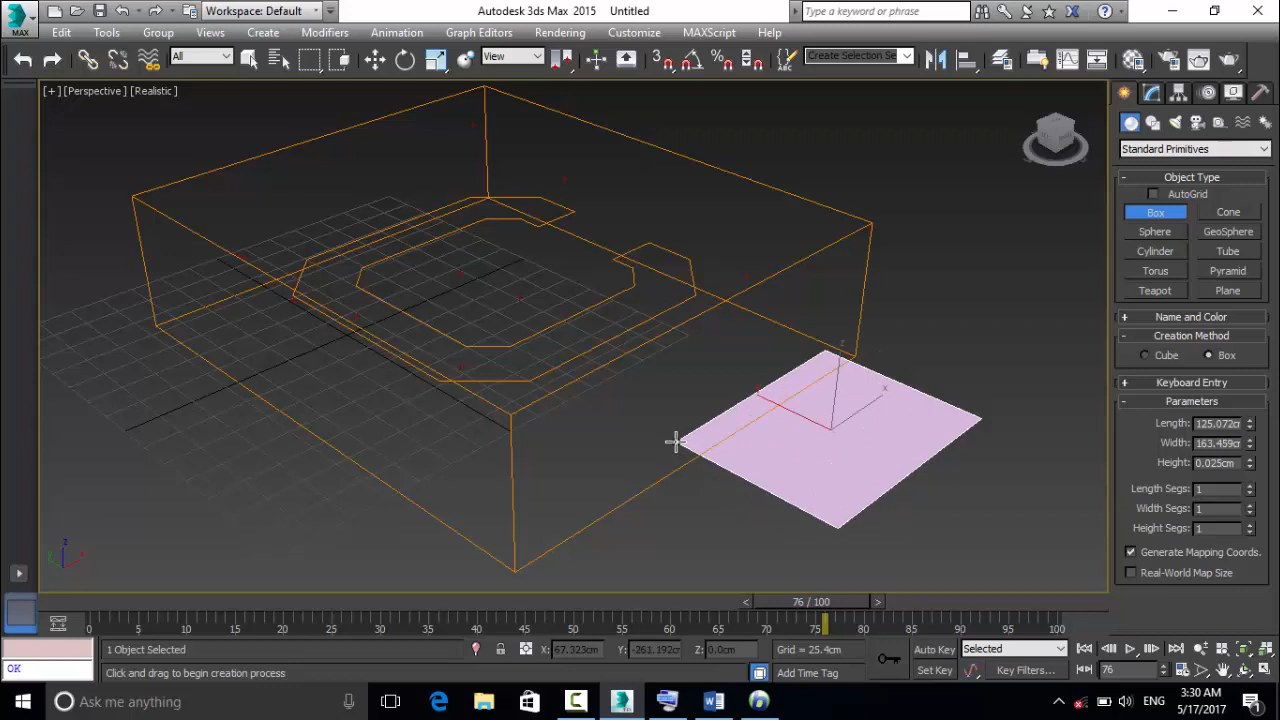 Workspace: Default
Autodesk 3ds Max 2015 Untitled
Type a keyword or phrase
MAX
Edit Tools Group Views Create Modifiers Animation Graph Editors Rendering Customize MAXScript Help
All
View
3
Create Selection Se
[+] [Perspective] [Realistic]
Standard Primitives
- Object Type
AutoGrid
Box Cone
Sphere GeoSphere
Cylinder Tube
Torus Pyramid
Teapot Plane
+ Name and Color
- Creation Method
Cube Box
+ Keyboard Entry
- Parameters
Length: 125.072cm
Width: 163.459cm
Height: 0.025cm
Length Segs: 1
Width Segs: 1
Height Segs: 1
Generate Mapping Coords.
Real-World Map Size
z
x
z
x
< 76 / 100 >
0 5 10 15 20 25 30 35 40 45 50 55 60 65 70 75 80 85 90 95 100
1 Object Selected X: 67.323cm Y: -261.192cm Z: 0.0cm Grid = 25.4cm Auto Key Selected
OK
Click and drag to begin creation process Add Time Tag Set Key Key Filters... 76
Ask me anything
ENG
3:30 AM
5/17/2017